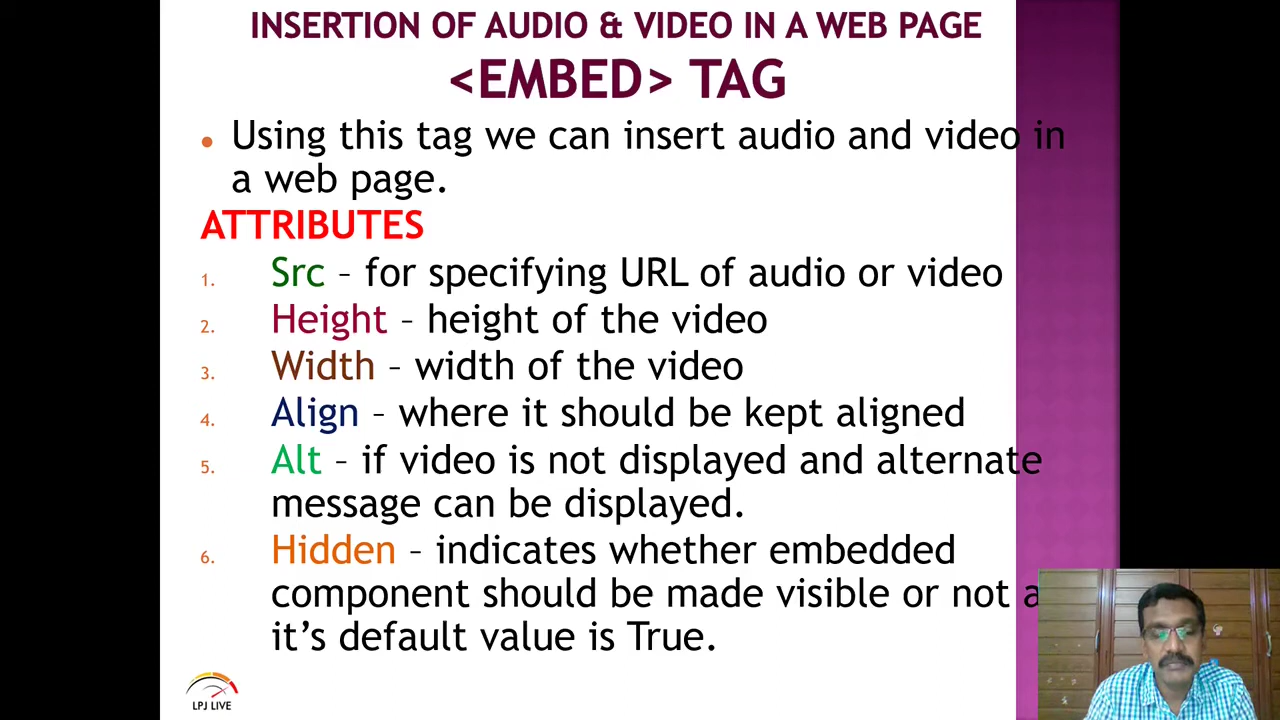 INSERTION OF AUDIO & VIDEO IN A WEB PAGE
<EMBED> TAG
• Using this tag we can insert audio and video in
a web page.
ATTRIBUTES
1. Src – for specifying URL of audio or video
2. Height – height of the video
3. Width – width of the video
4. Align – where it should be kept aligned
5. Alt – if video is not displayed and alternate
message can be displayed.
6. Hidden – indicates whether embedded
component should be made visible or not
it's default value is True.
LPJ LIVE